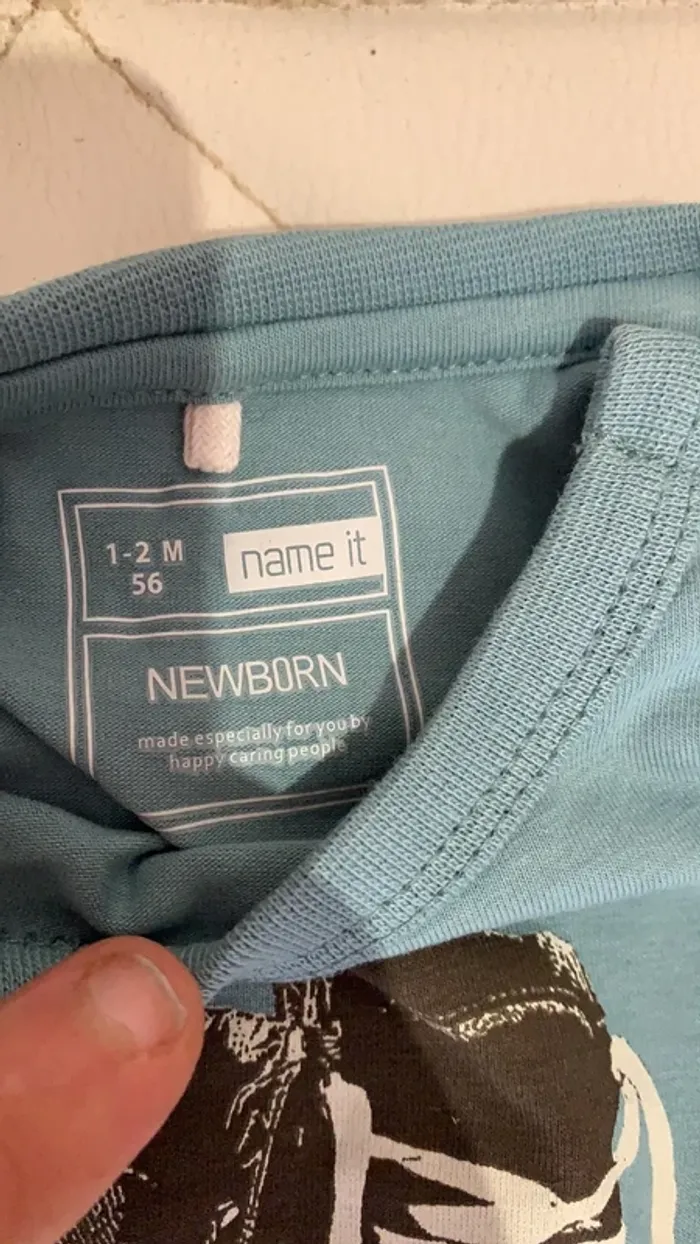 1-2 M
56
name it
NEWBORN
made especially for you by
happy caring people